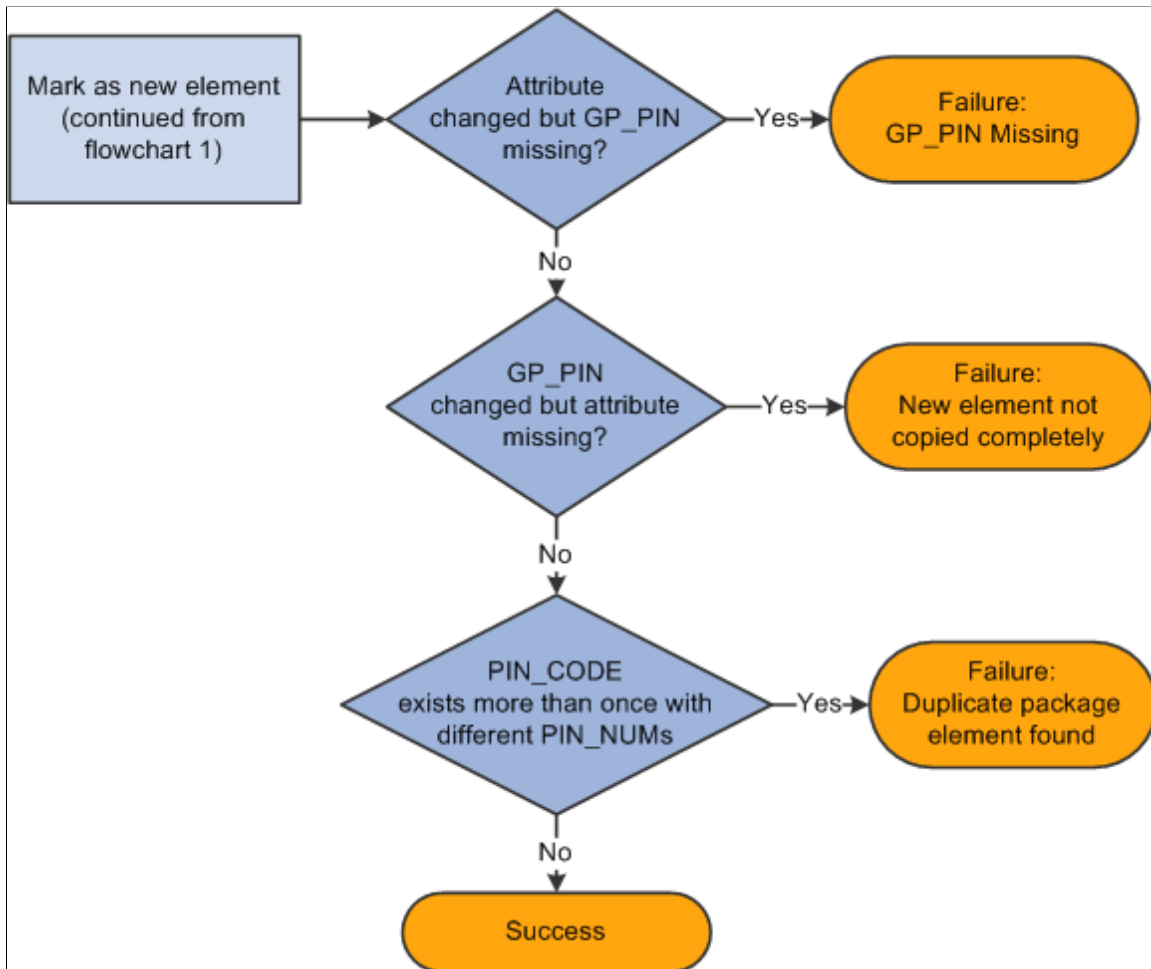 Mark as new element
(continued from
flowchart 1)
Attribute
changed but GP_PIN
missing?
Yes
Failure:
GP_PIN Missing
No
GP_PIN
changed but attribute
missing?
Yes
Failure:
New element not
copied completely
No
PIN_CODE
exists more than once with
different PIN_NUMs
Yes
Failure:
Duplicate package
element found
No
Success